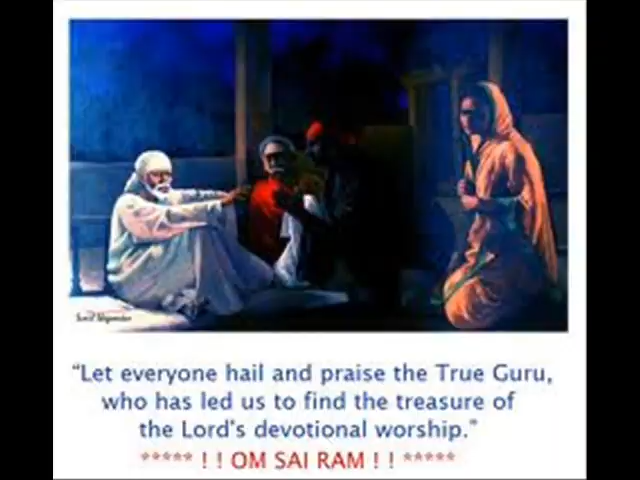 “Let everyone hail and praise the True Guru,
who has led us to find the treasure of
the Lord's devotional worship.”
***** ! ! OM SAI RAM ! ! *****